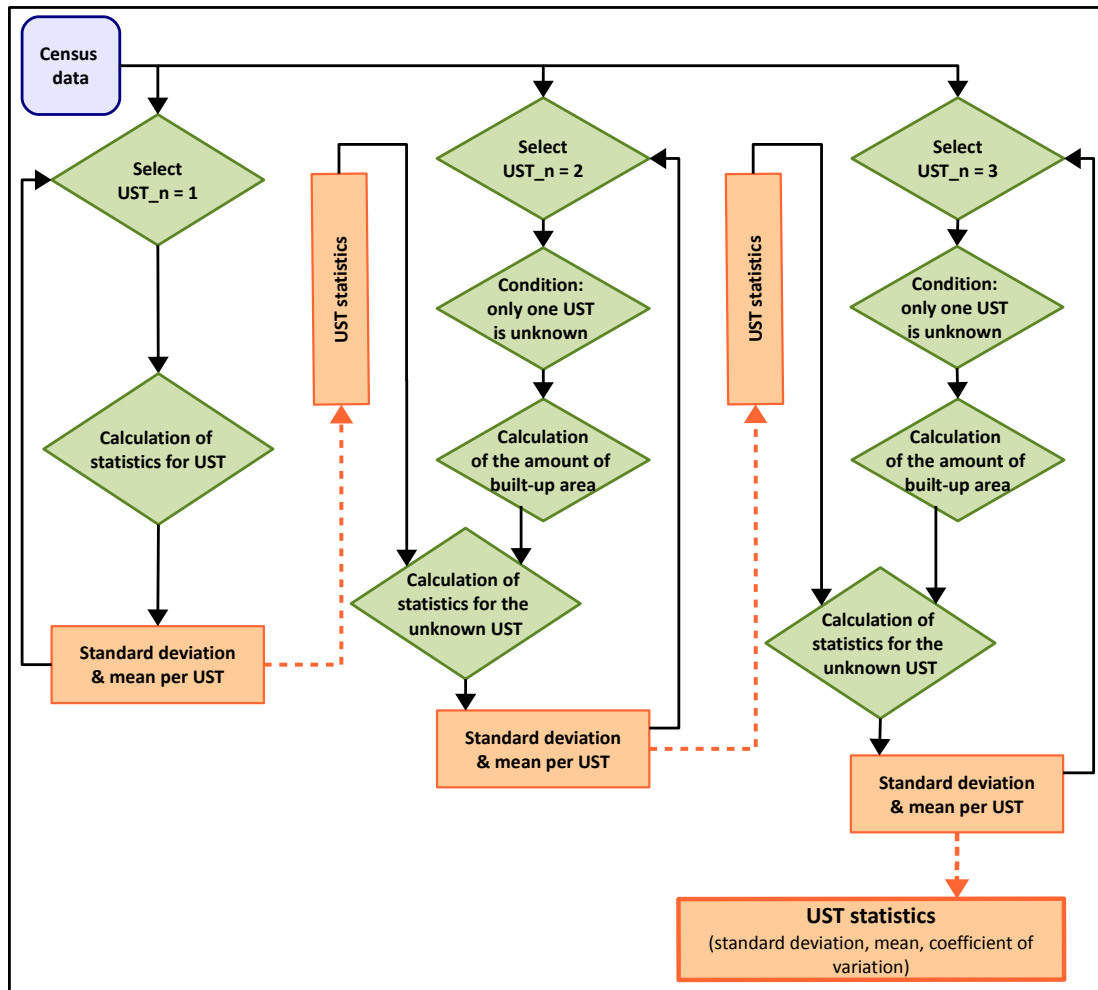 Census
data
Select
UST_n = 1
Calculation of
statistics for UST
Standard deviation
& mean per UST
UST statistics
Select
UST_n = 2
Condition:
only one UST
is unknown
Calculation
of the amount of
built-up area
Calculation of
statistics for the
unknown UST
Standard deviation
& mean per UST
UST statistics
Select
UST_n = 3
Condition:
only one UST
is unknown
Calculation
of the amount of
built-up area
Calculation of
statistics for the
unknown UST
Standard deviation
& mean per UST
UST statistics
(standard deviation, mean, coefficient of
variation)